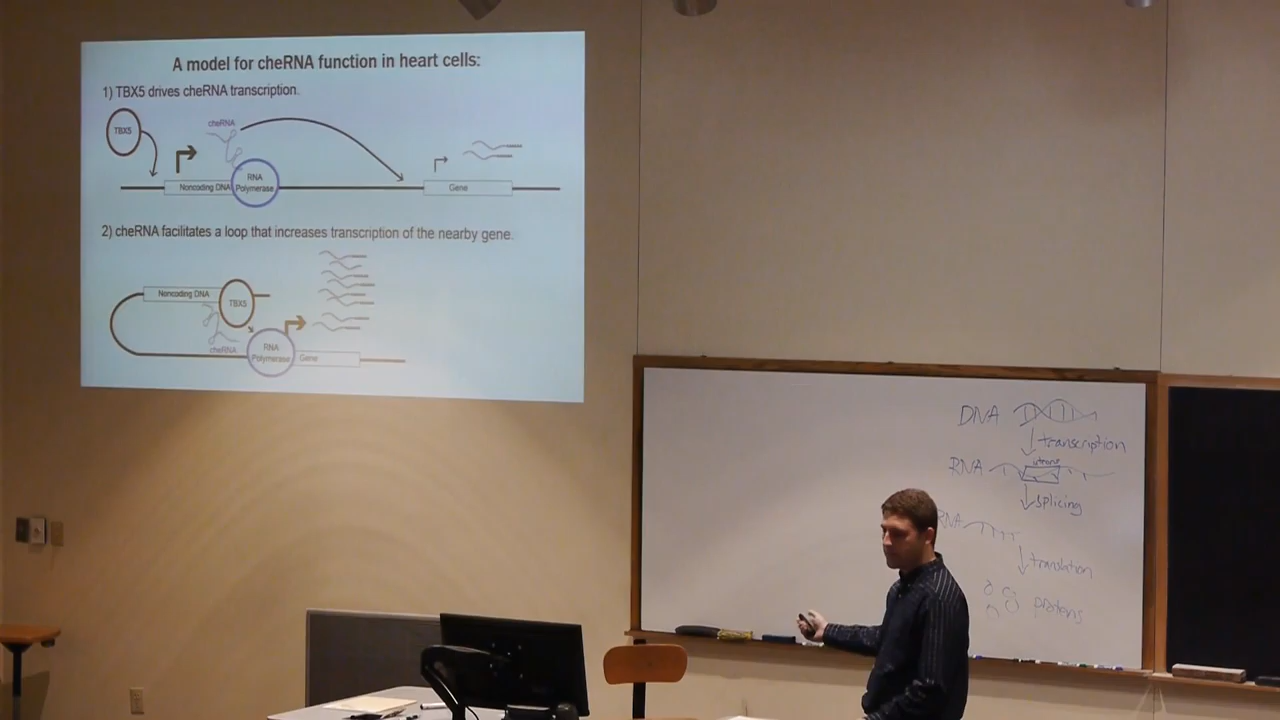 A model for cheRNA function in heart cells:
1) TBX5 drives cheRNA transcription.
cheRNA
TBX5
RNA
Polymerase
Noncoding DNA
Gene
2) cheRNA facilitates a loop that increases transcription of the nearby gene.
Noncoding DNA
TBX5
cheRNA
RNA
Polymerase
Gene
DNA
transcription
RNA
splicing
RNA
translation
proteins